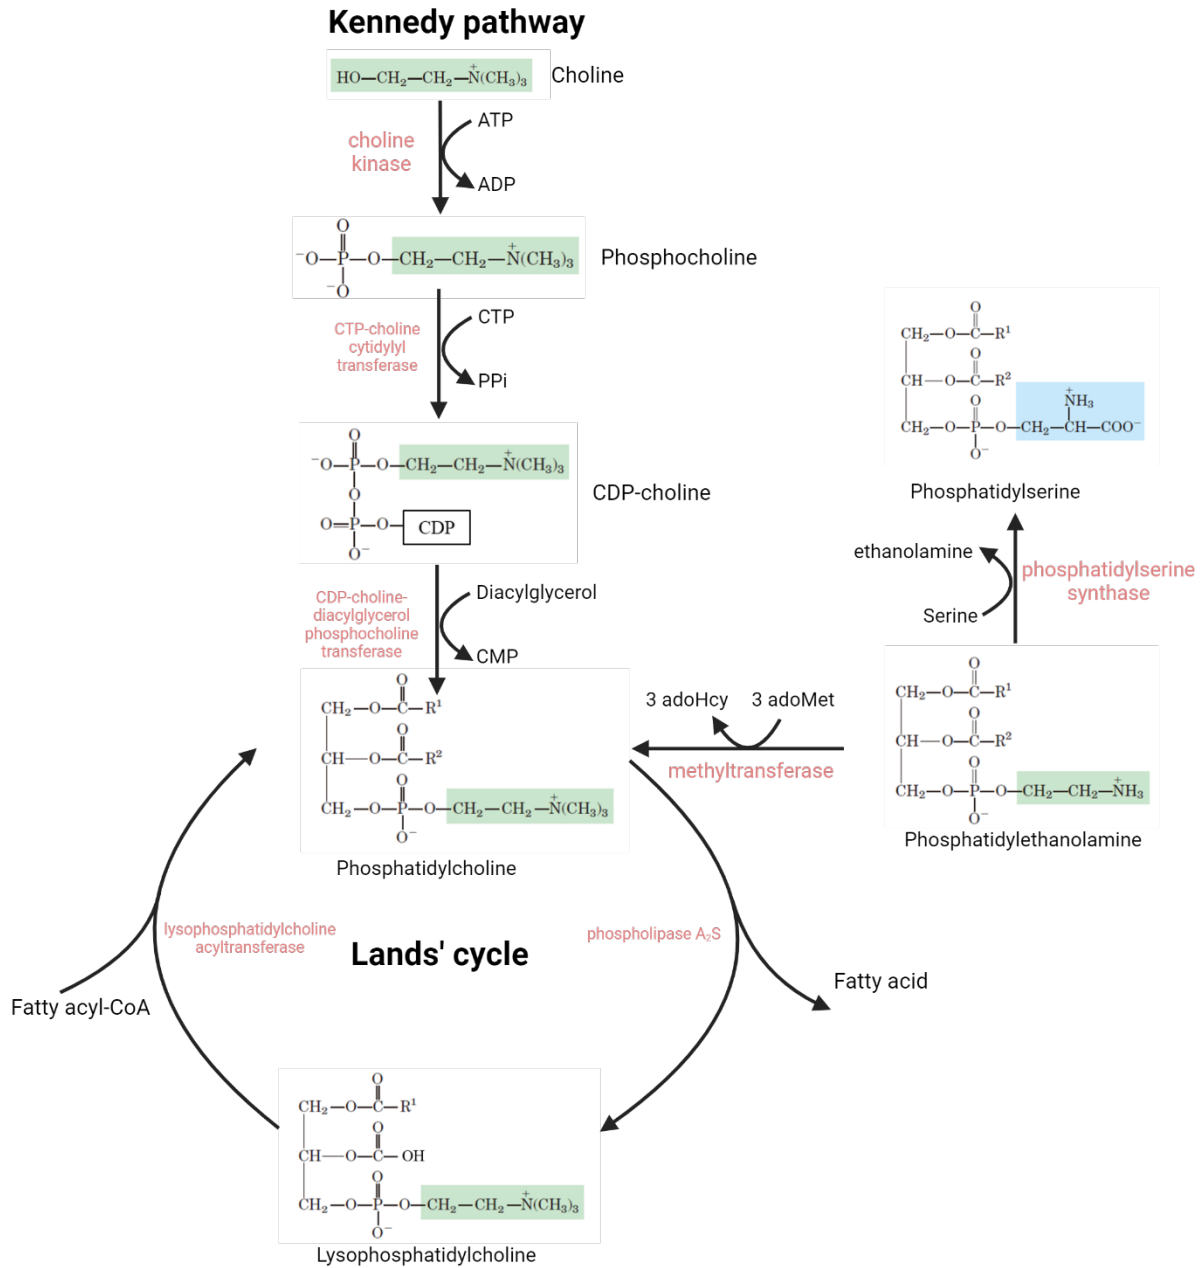 Kennedy pathway
HO—CH₂—CH₂—N⁺(CH₃)₃
Choline
choline
kinase
ATP
ADP
O
⁻O—P—O—CH₂—CH₂—N⁺(CH₃)₃
⁻O
Phosphocholine
CTP-choline
cytidylyl
transferase
CTP
PPi
O
⁻O—P—O—CH₂—CH₂—N⁺(CH₃)₃
O
O=P—O—CDP
O⁻
CDP-choline
CDP-choline-
diacylglycerol
phosphocholine
transferase
Diacylglycerol
CMP
O
CH₂—O—C—R¹
O
CH—O—C—R²
O
CH₂—O—P—O—CH₂—CH₂—N⁺(CH₃)₃
O⁻
Phosphatidylcholine
3 adoHcy
3 adoMet
methyltransferase
O
CH₂—O—C—R¹
O
CH—O—C—R²
O
NH₃⁺
CH₂—O—P—O—CH₂—CH—COO⁻
O⁻
Phosphatidylserine
ethanolamine
Serine
phosphatidylserine
synthase
O
CH₂—O—C—R¹
O
CH—O—C—R²
O
CH₂—O—P—O—CH₂—CH₂—N⁺H₃
O⁻
Phosphatidylethanolamine
lysophosphatidylcholine
acyltransferase
Lands' cycle
phospholipase A₂S
Fatty acyl-CoA
Fatty acid
O
CH₂—O—C—R¹
O
CH—O—C—OH
O
CH₂—O—P—O—CH₂—CH₂—N⁺(CH₃)₃
O⁻
Lysophosphatidylcholine